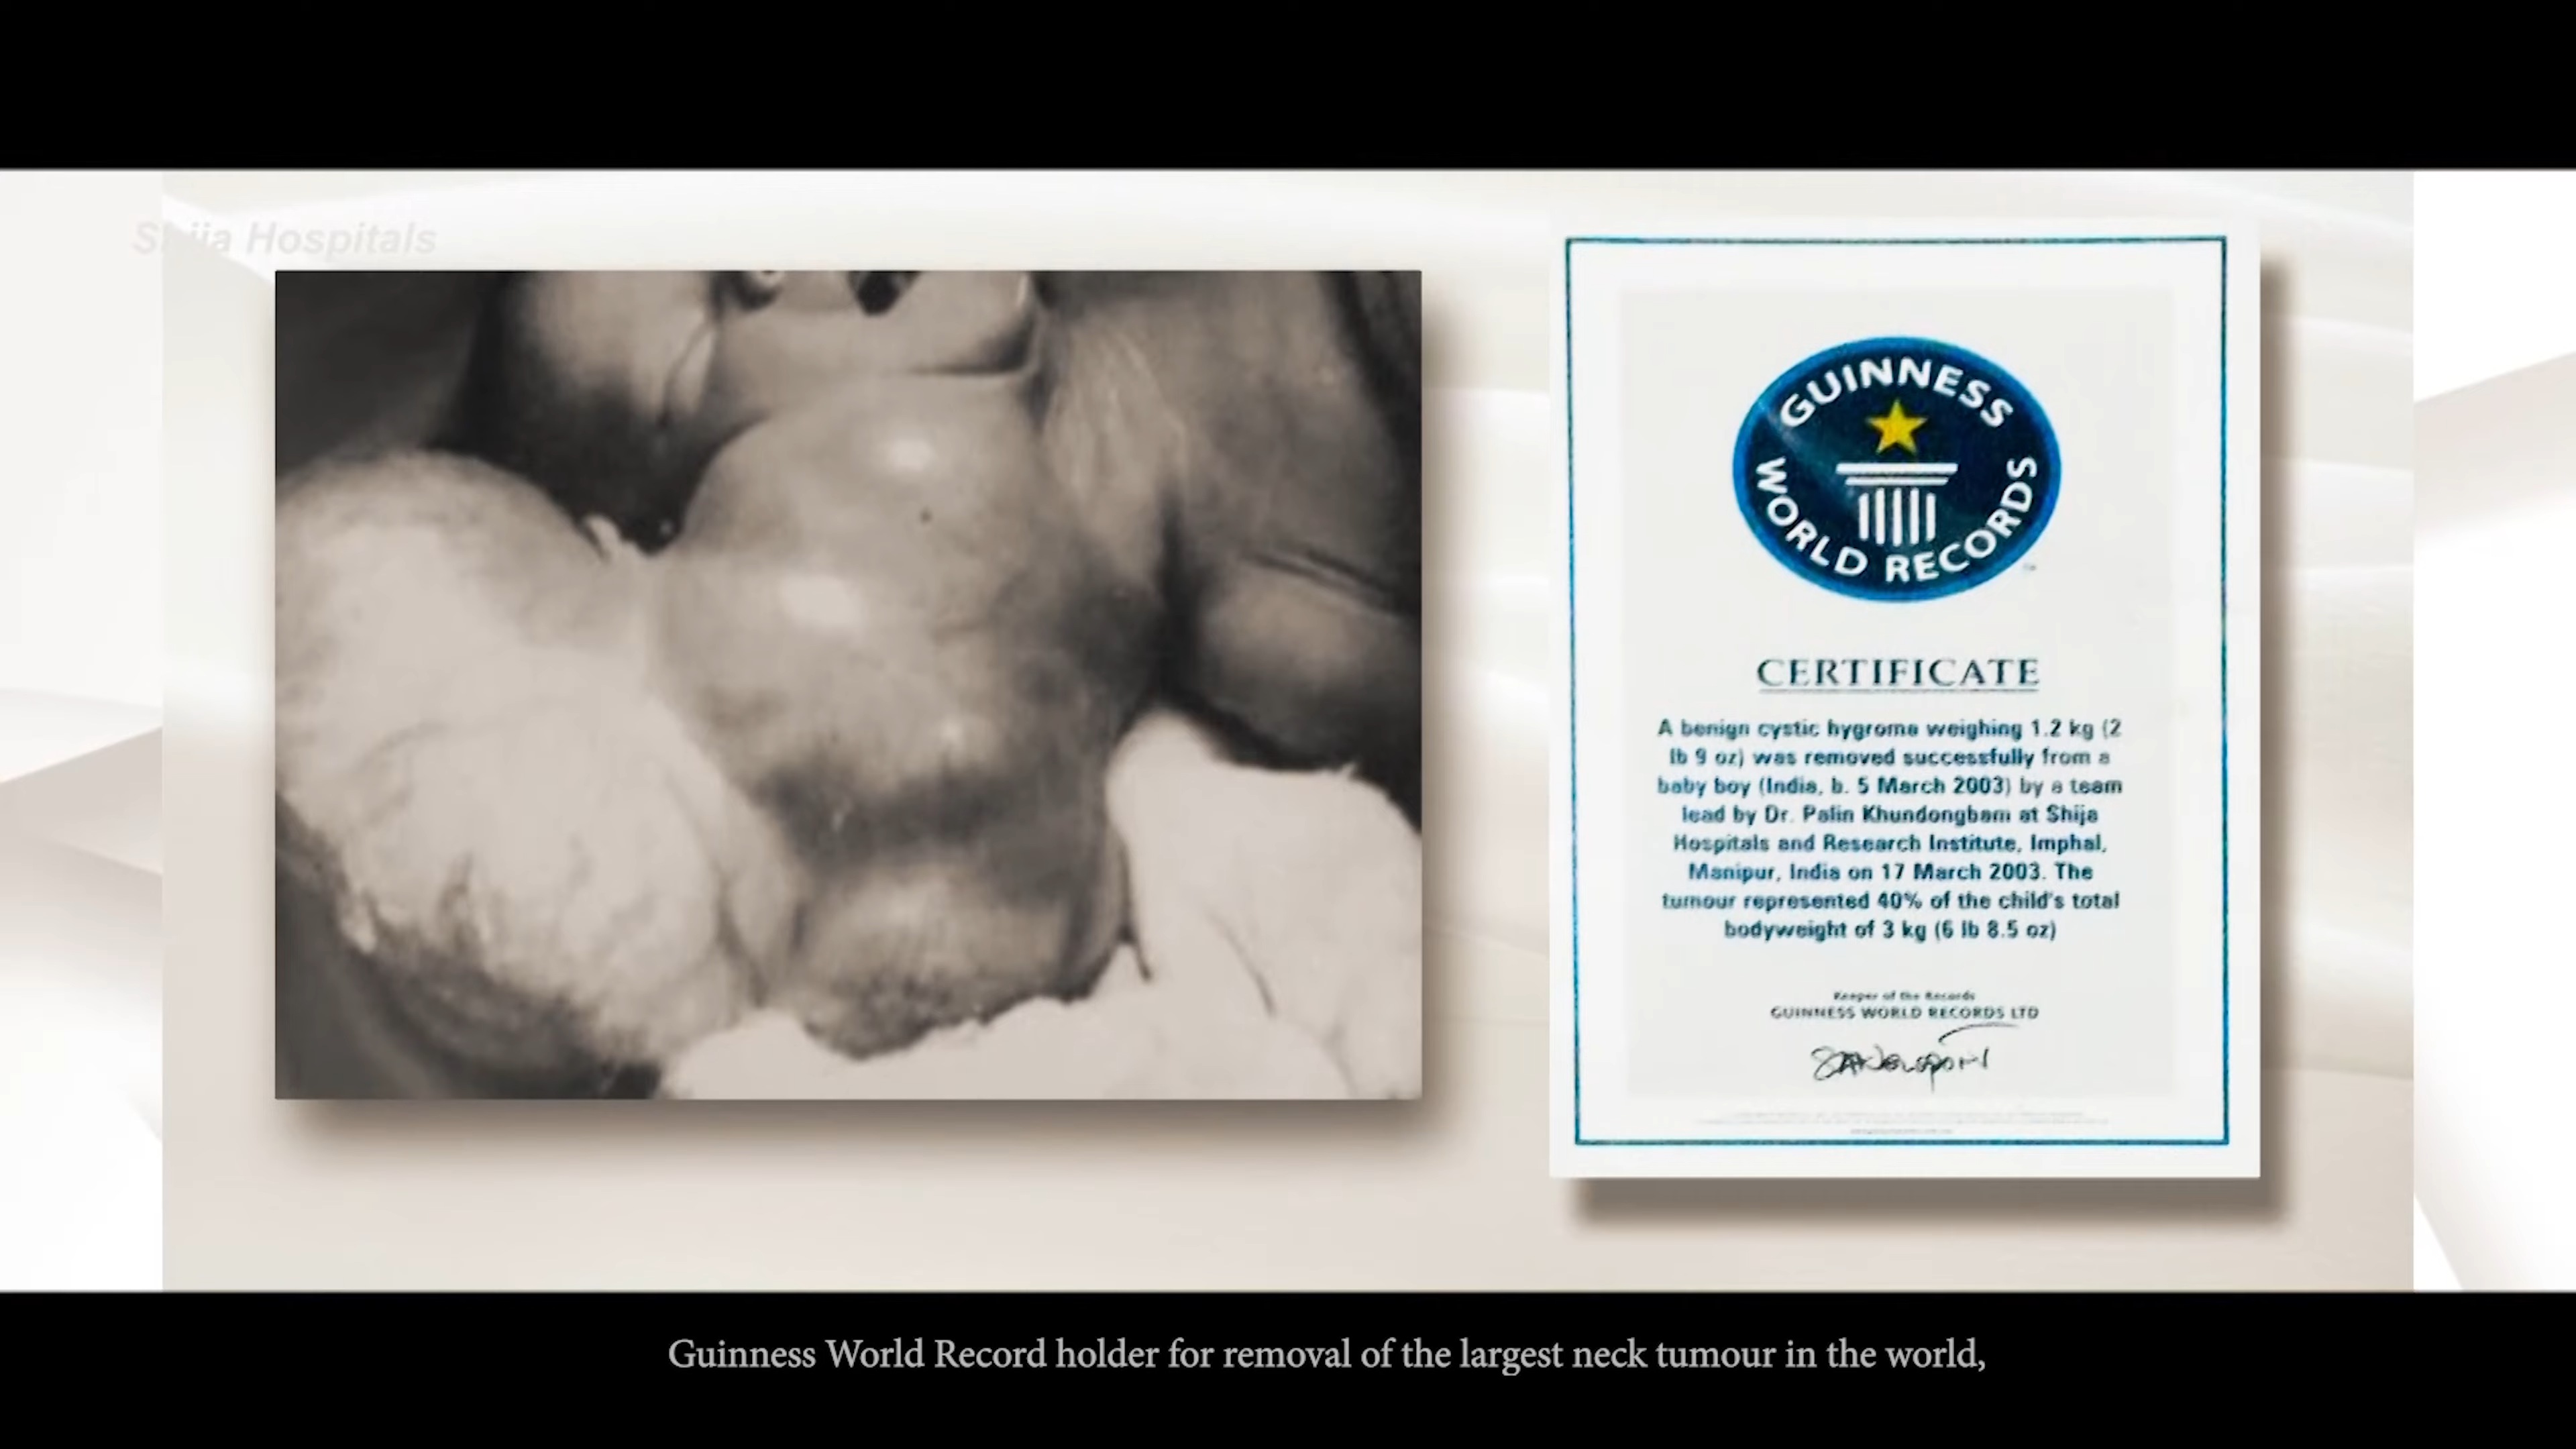 Shija Hospitals
GUINNESS
WORLD RECORDS
CERTIFICATE
A benign cystic hygroma weighing 1.2 kg (2
lb 9 oz) was removed successfully from a
baby boy (India, b. 5 March 2003) by a team
lead by Dr. Palin Khundongbam at Shija
Hospitals and Research Institute, Imphal,
Manipur, India on 17 March 2003. The
tumour represented 40% of the child's total
bodyweight of 3 kg (6 lb 8.5 oz)
Keeper of the Records
GUINNESS WORLD RECORDS LTD
Guinness World Record holder for removal of the largest neck tumour in the world,